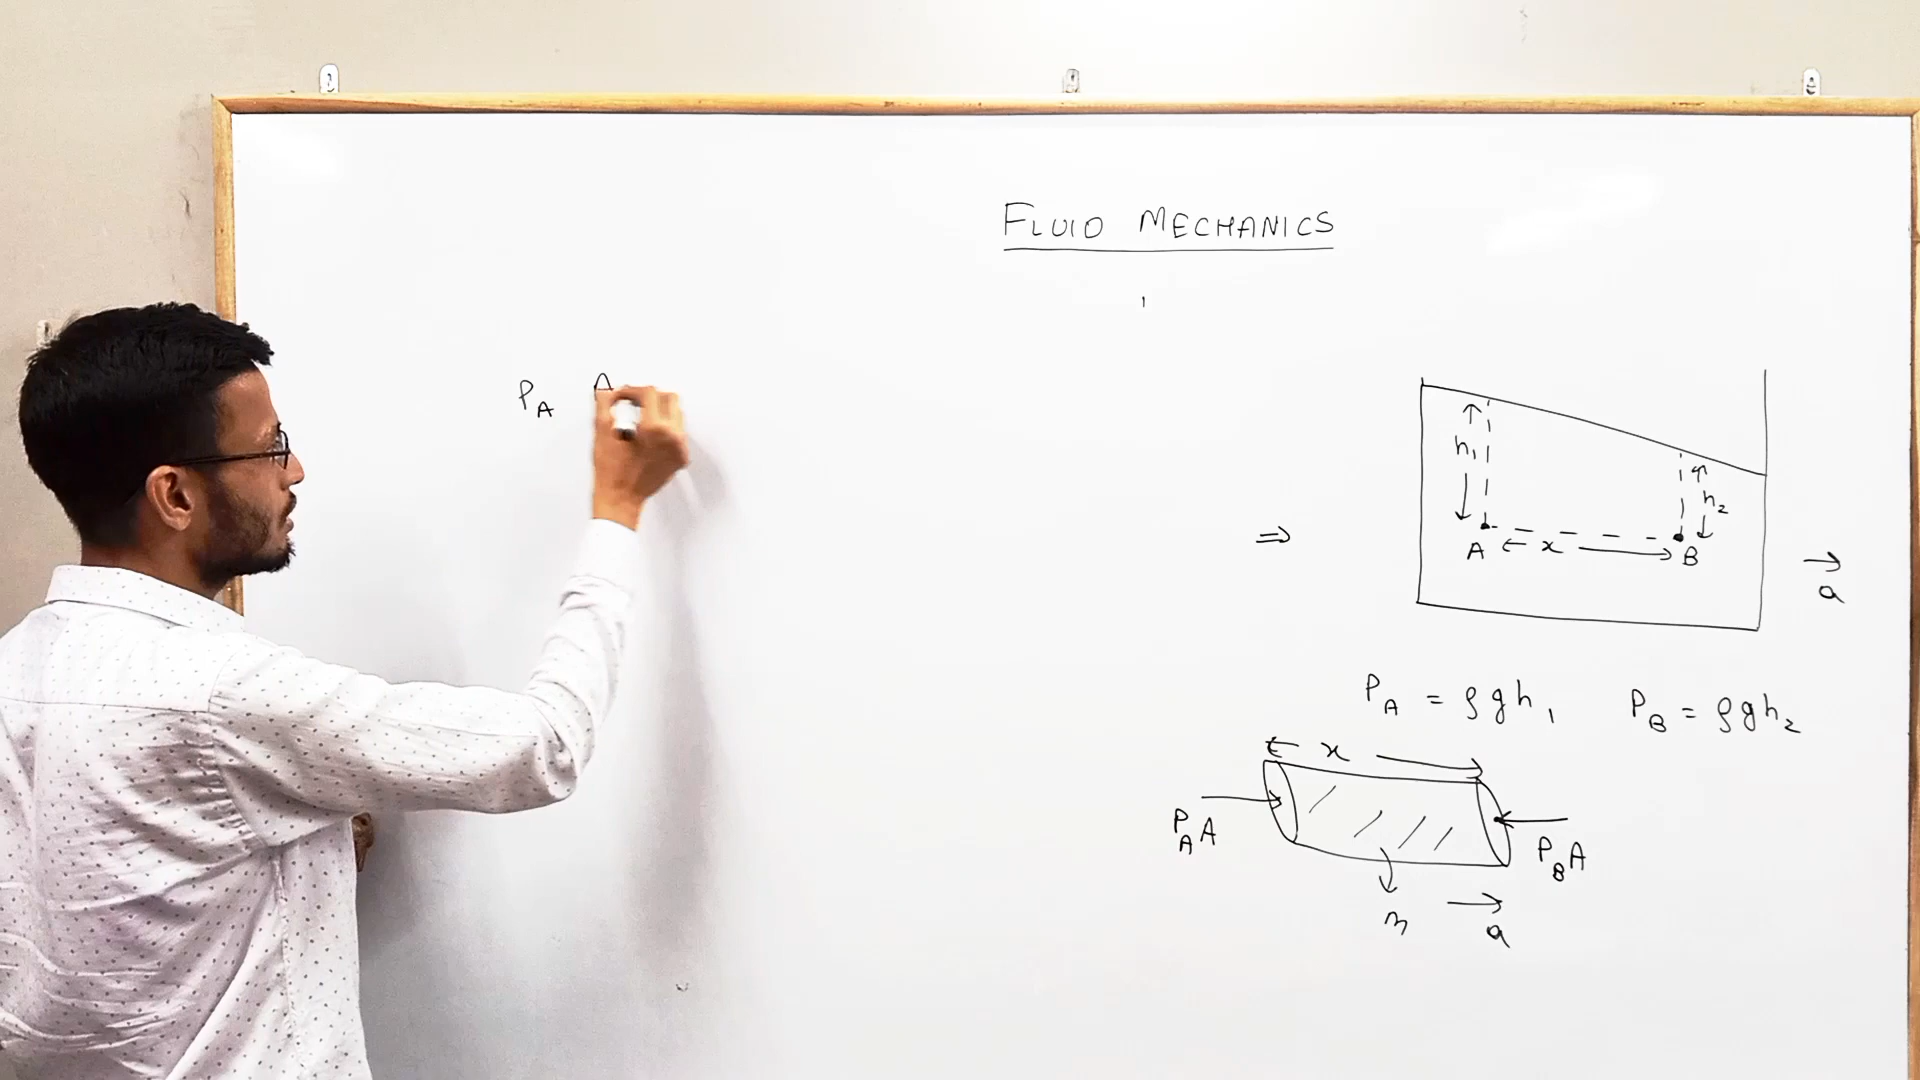 FLUID MECHANICS
P_A A
h₁
h₂
A x B
a
⇒
P_A = ρgh₁ P_B = ρgh₂
x
P_A A
P_B A
m
a